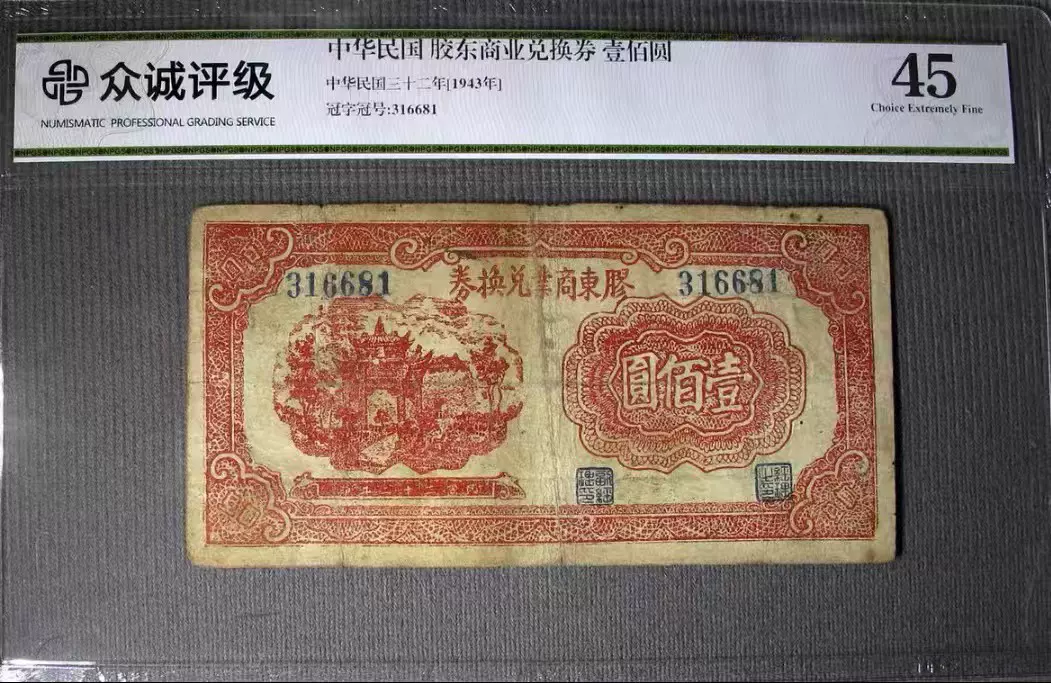 众诚评级
NUMISMATIC PROFESSIONAL GRADING SERVICE
中华民国 胶东商业兑换券 壹佰圆
中华民国三十二年[1943年]
冠字冠号:316681
45
Choice Extremely Fine
316681
券換兑業商東膠
316681
圓佰壹